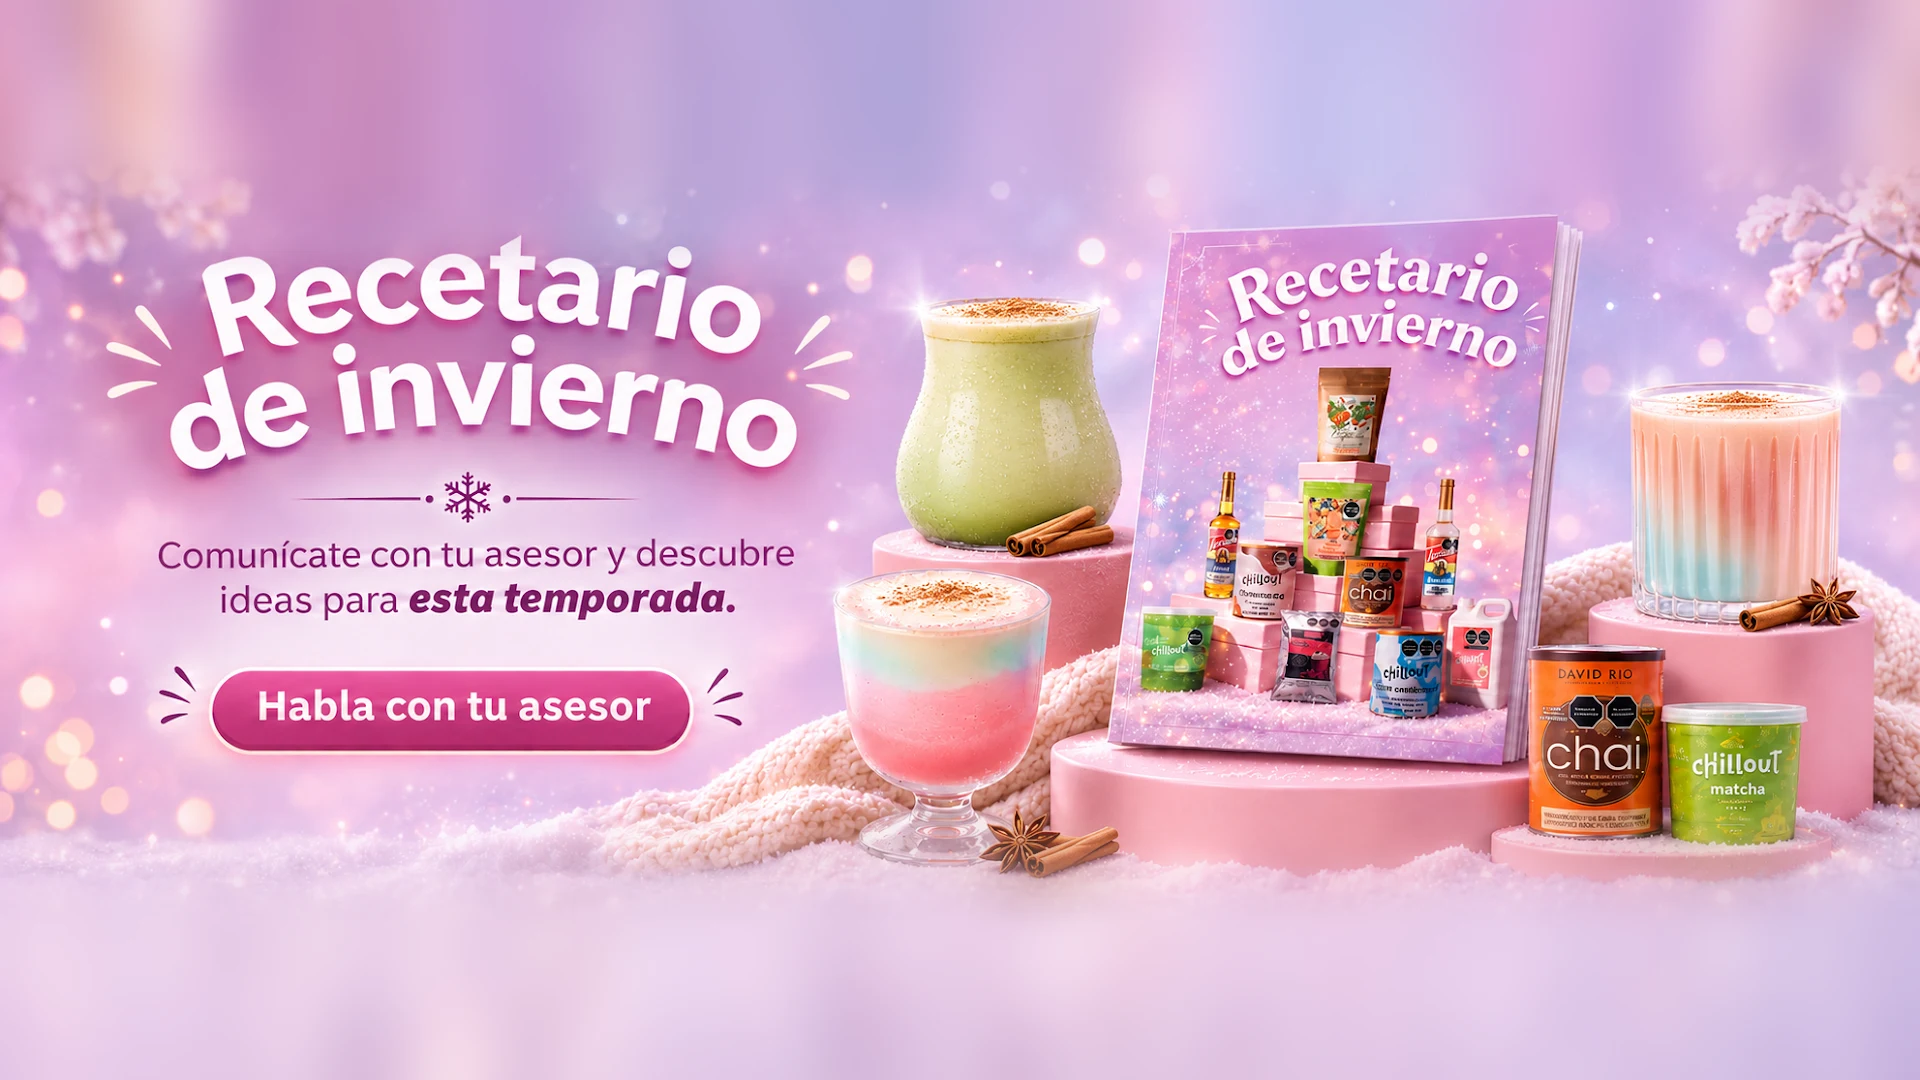 Recetario
de invierno
Comunícate con tu asesor y descubre
ideas para esta temporada.
Habla con tu asesor
Recetario
de invierno
chillout
chai
chillout
chillout
DAVID RIO
chai
chillout
matcha